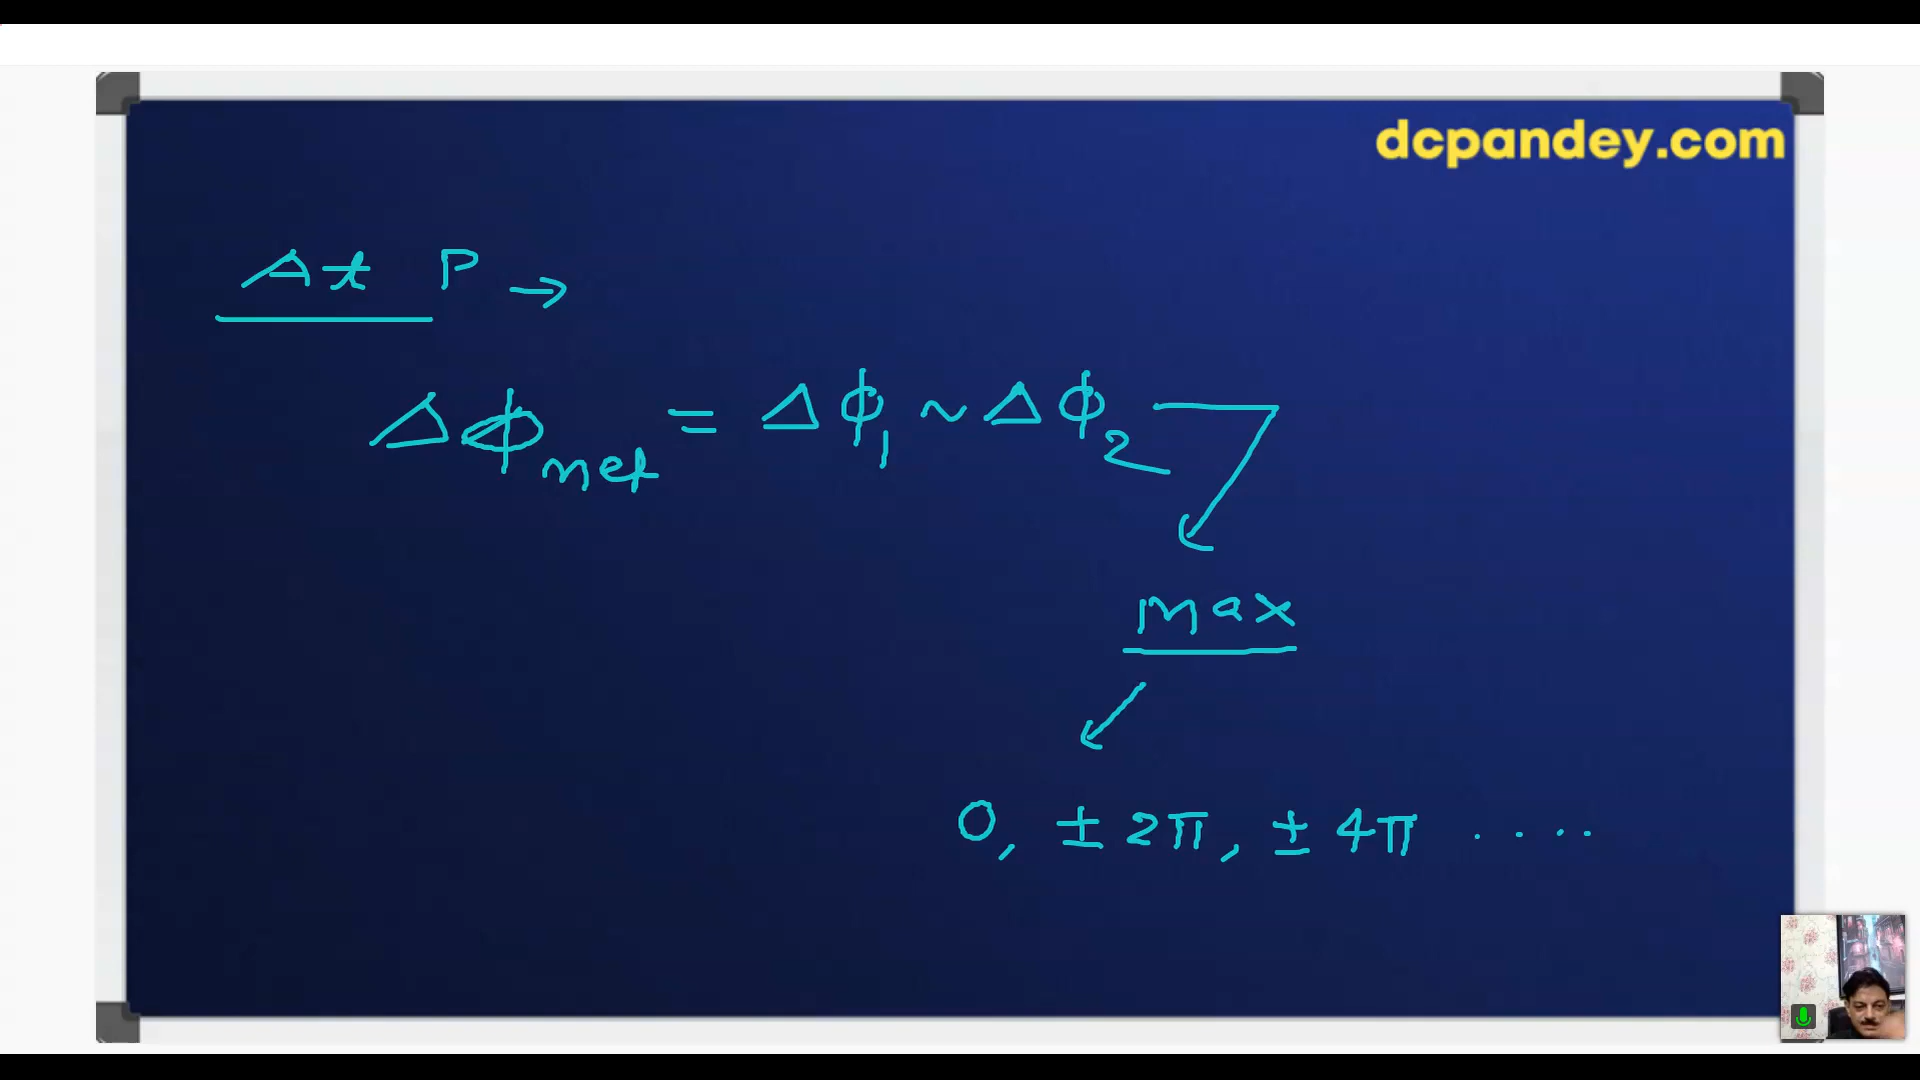 dcpandey.com
At P →
Δϕnet = Δϕ1 ~ Δϕ2
max
0, ± 2π, ± 4π ....